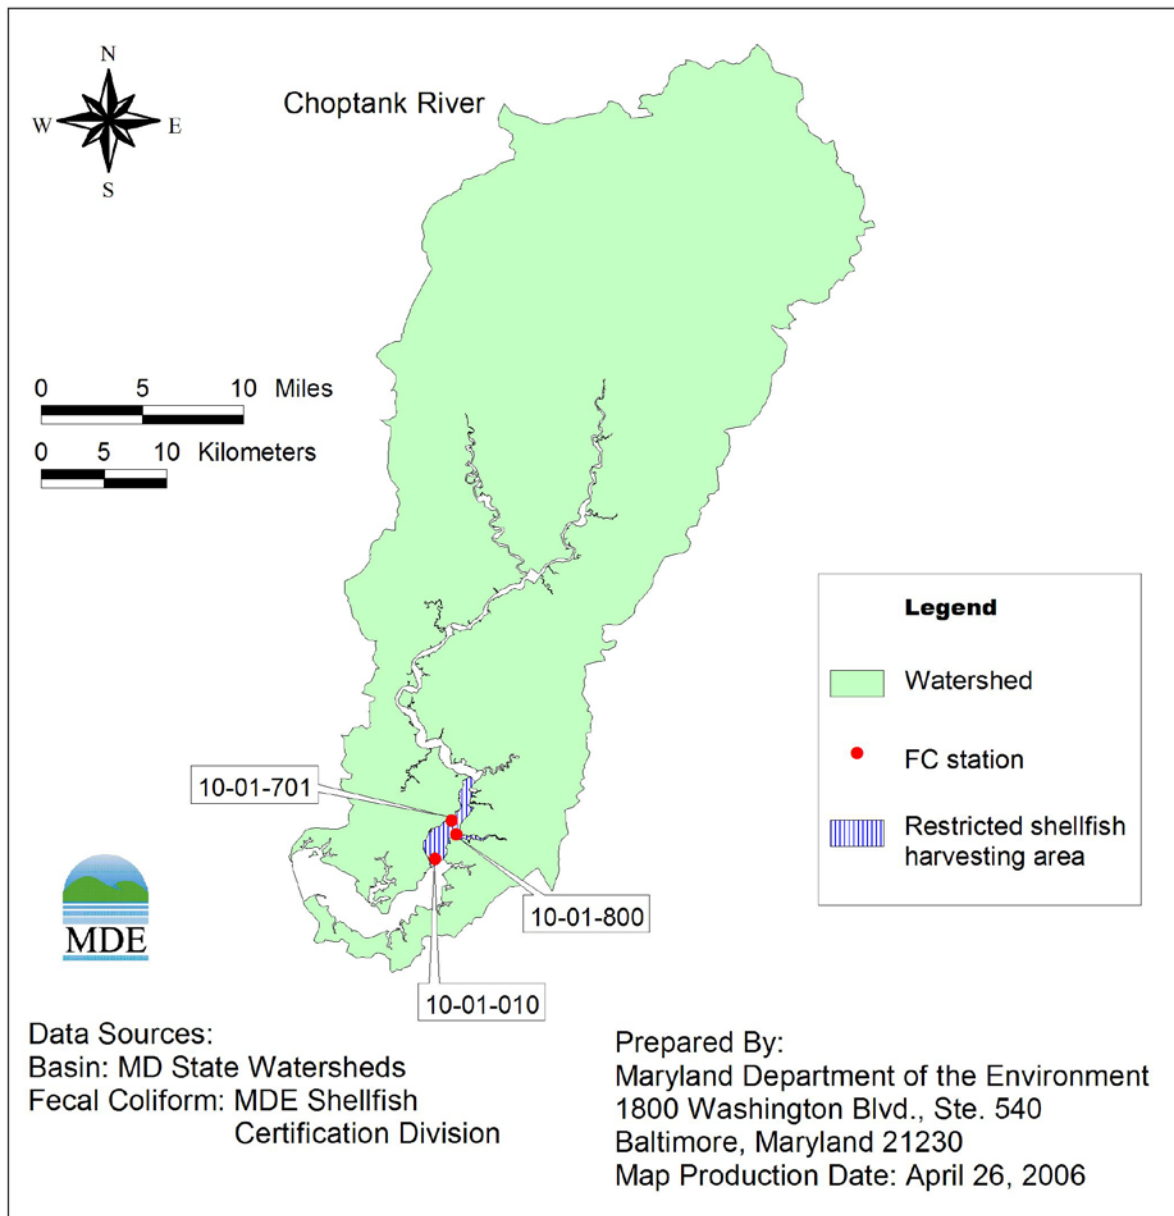 N
W E
S
Choptank River
0 5 10 Miles
0 5 10 Kilometers
Legend
Watershed
FC station
Restricted shellfish
harvesting area
10-01-701
10-01-800
10-01-010
MDE
Data Sources:
Basin: MD State Watersheds
Fecal Coliform: MDE Shellfish
Certification Division
Prepared By:
Maryland Department of the Environment
1800 Washington Blvd., Ste. 540
Baltimore, Maryland 21230
Map Production Date: April 26, 2006